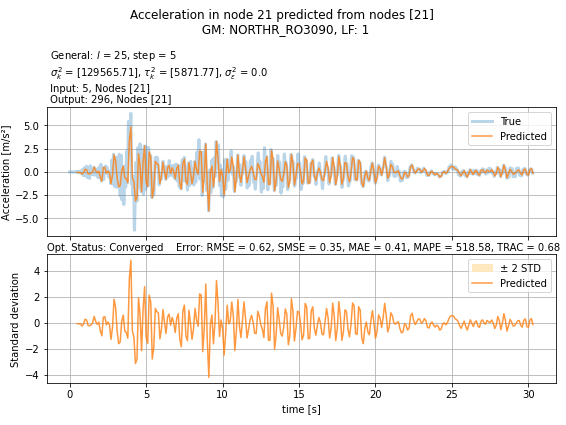 Acceleration in node 21 predicted from nodes [21]
GM: NORTHR_RO3090, LF: 1
General: l = 25, step = 5
σ²ₖ = [129565.71], τ²ₖ = [5871.77], σ²ε = 0.0
Input: 5, Nodes [21]
Output: 296, Nodes [21]
Acceleration [m/s²]
5.0
2.5
0.0
−2.5
−5.0
True
Predicted
Opt. Status: Converged Error: RMSE = 0.62, SMSE = 0.35, MAE = 0.41, MAPE = 518.58, TRAC = 0.68
Standard deviation
4
2
0
−2
−4
± 2 STD
Predicted
0 5 10 15 20 25 30
time [s]